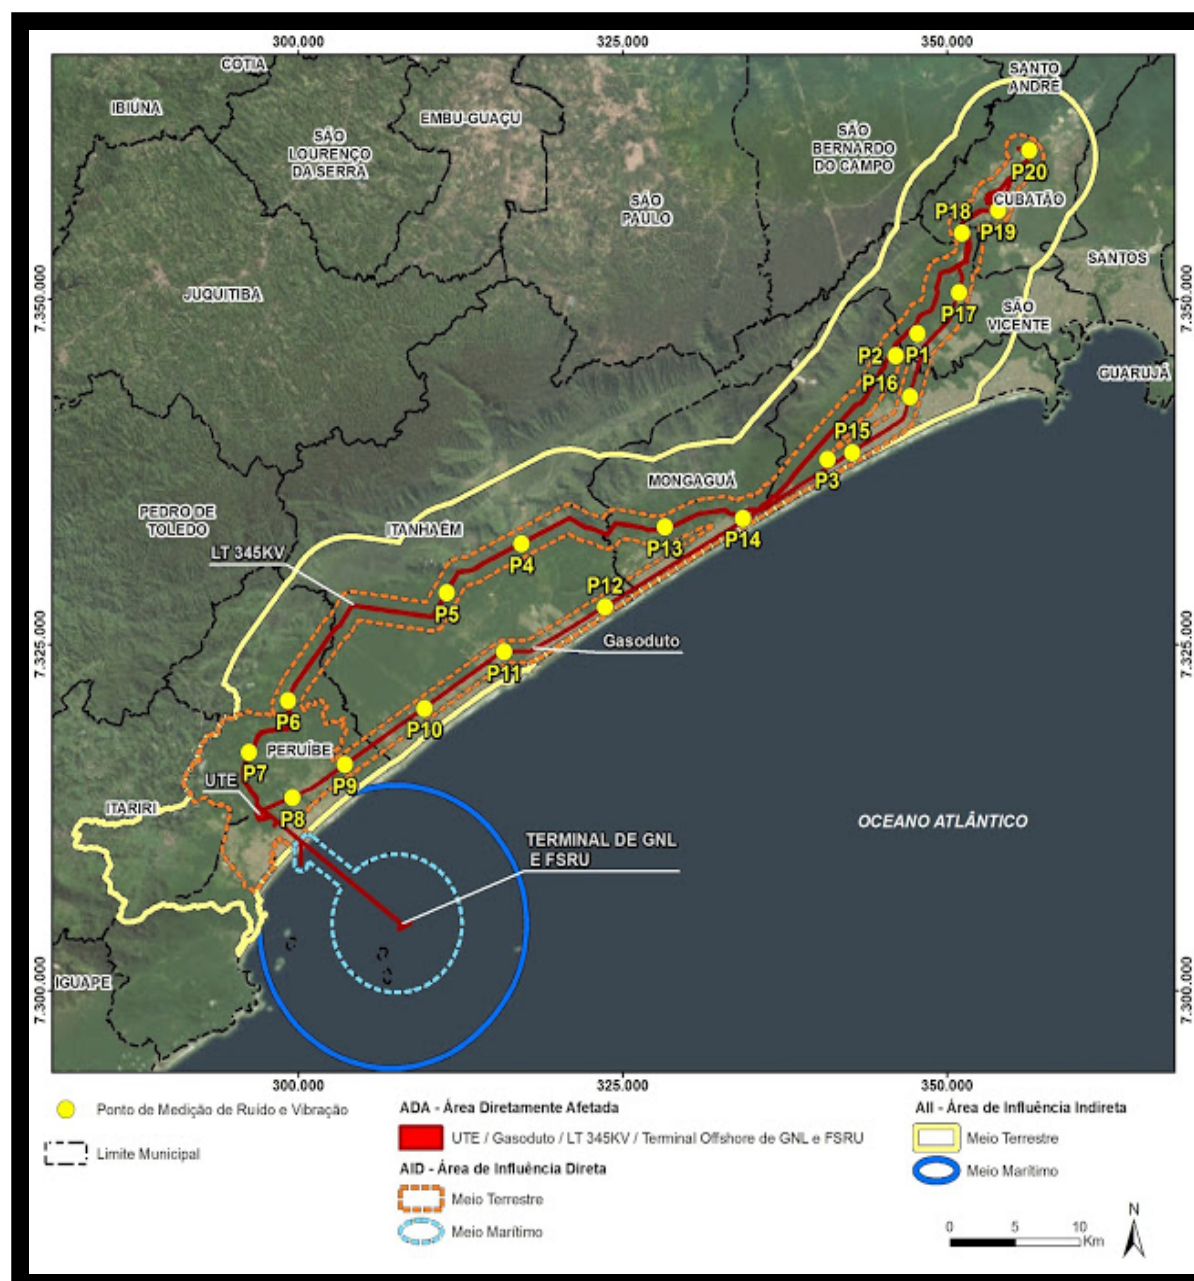 300.000
325.000
350.000
COTIA
SANTO
ANDRÉ
IBIÚNA
EMBU-GUAÇU
SÃO
LOURENÇO
DA SERRA
SÃO
BERNARDO
DO CAMPO
P20
SÃO
PAULO
CUBATÃO
P18
P19
SANTOS
7.350.000
JUQUITIBA
P17
SÃO
VICENTE
7.350.000
P2
P1
GUARUJÁ
P16
P15
MONGAGUÁ
P3
PEDRO DE
TOLEDO
ITANHAÉM
P13
P14
LT 345KV
P4
P12
P5
Gasoduto
7.325.000
P11
7.325.000
P6
P10
PERUÍBE
P7
P9
UTE
ITARIRI
P8
OCEANO ATLÂNTICO
TERMINAL DE GNL
E FSRU
IGUAPE
7.300.000
7.300.000
300.000
325.000
350.000
Ponto de Medição de Ruído e Vibração
Limite Municipal
ADA - Área Diretamente Afetada
UTE / Gasoduto / LT 345KV / Terminal Offshore de GNL e FSRU
AID - Área de Influência Direta
Meio Terrestre
Meio Marítimo
AII - Área de Influência Indireta
Meio Terrestre
Meio Marítimo
N
0
5
10
Km